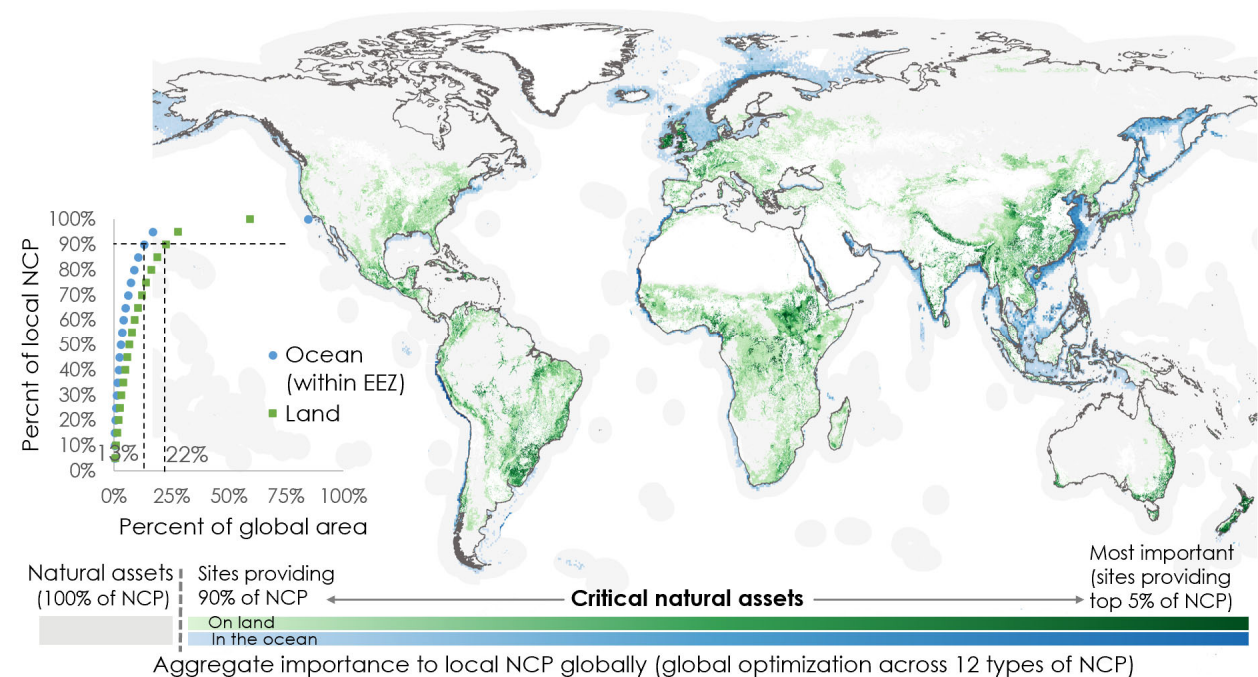 100%
90%
80%
70%
60%
50%
40%
30%
20%
10%
0%
Percnt of local NCP
13%
22%
0% 25% 50% 75% 100%
Percent of global area
Ocean
(within EEZ)
Land
Natural assets
(100% of NCP)
Sites providing
90% of NCP
Critical natural assets
Most important
(sites providing
top 5% of NCP)
On land
In the ocean
Aggregate importance to local NCP globally (global optimization across 12 types of NCP)